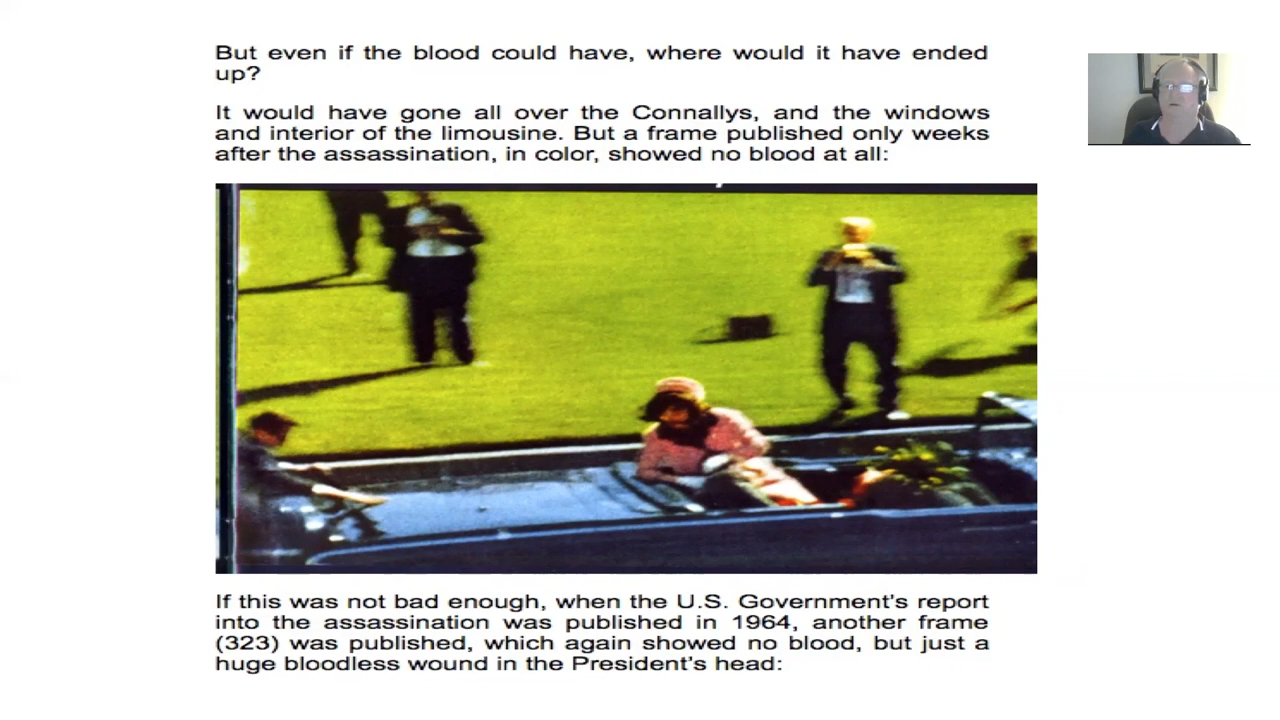 But even if the blood could have, where would it have ended
up?
It would have gone all over the Connallys, and the windows
and interior of the limousine. But a frame published only weeks
after the assassination, in color, showed no blood at all:
If this was not bad enough, when the U.S. Government's report
into the assassination was published in 1964, another frame
(323) was published, which again showed no blood, but just a
huge bloodless wound in the President's head: